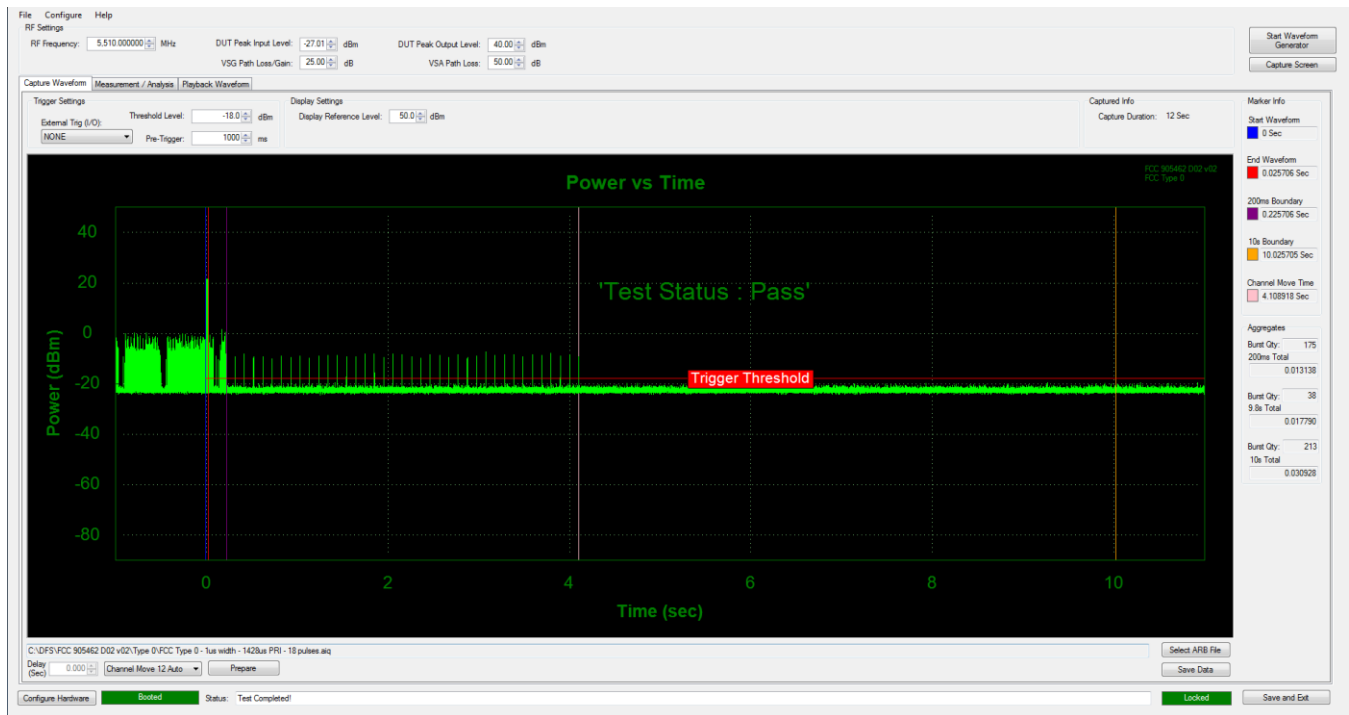 File Configure Help
RF Settings
RF Frequency: 5,510.000000 MHz DUT Peak Input Level: -27.01 dBm DUT Peak Output Level: 40.00 dBm
VSG Path Loss/Gain: 25.00 dB VSA Path Loss: 50.00 dB
Start Waveform
Generator
Capture Screen
Capture Waveform Measurement / Analysis Playback Waveform
Trigger Settings
External Trig (I/O):
NONE
Threshold Level: -18.0 dBm
Pre-Trigger: 1000 ms
Display Settings
Display Reference Level: 50.0 dBm
Captured Info
Capture Duration: 12 Sec
Marker Info
Start Waveform
0 Sec
End Waveform
0.025706 Sec
200ms Boundary
0.225706 Sec
10s Boundary
10.025705 Sec
Channel Move Time
4.108918 Sec
Aggregates
Burst Qty: 175
200ms Total
0.013138
Burst Qty: 38
9.8s Total
0.017790
Burst Qty: 213
10s Total
0.030928
Power vs Time
FCC 905462 D02 v02
FCC Type 0
'Test Status : Pass'
Trigger Threshold
Power (dBm)
40
20
0
-20
-40
-60
-80
0 2 4 6 8 10
Time (sec)
C:\DFS\FCC 905462 D02 v02\Type 0\FCC Type 0 - 1us width - 1428us PRI - 18 pulses.aiq
Select ARB File
Delay
(Sec) 0.000 Channel Move 12 Auto Prepare
Save Data
Configure Hardware Booted Status: Test Completed! Locked Save and Exit